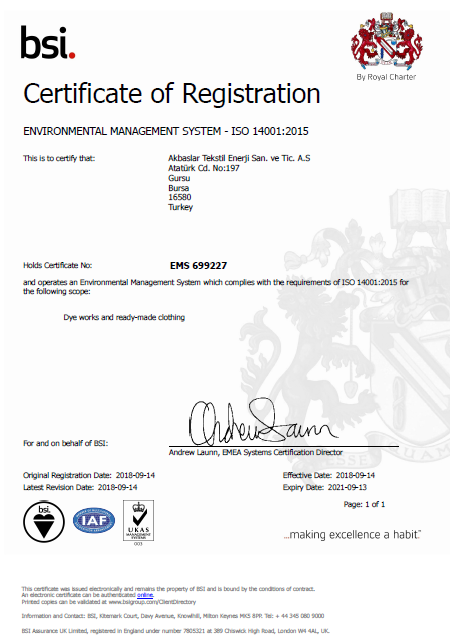 bsi.
By Royal Charter
Certificate of Registration
ENVIRONMENTAL MANAGEMENT SYSTEM - ISO 14001:2015
This is to certify that:
Akbaslar Tekstil Enerji San. ve Tic. A.S
Atatürk Cd. No:197
Gursu
Bursa
16580
Turkey
Holds Certificate No:
EMS 699227
and operates an Environmental Management System which complies with the requirements of ISO 14001:2015 for
the following scope:
Dye works and ready-made clothing
For and on behalf of BSI:
Andrew Launn, EMEA Systems Certification Director
Original Registration Date: 2018-09-14
Effective Date: 2018-09-14
Latest Revision Date: 2018-09-14
Expiry Date: 2021-09-13
Page: 1 of 1
bsi.
IAF
UKAS
MANAGEMENT
SYSTEMS
003
...making excellence a habit.™
This certificate was issued electronically and remains the property of BSI and is bound by the conditions of contract.
An electronic certificate can be authenticated online.
Printed copies can be validated at www.bsigroup.com/ClientDirectory
Information and Contact: BSI, Kitemark Court, Davy Avenue, Knowlhill, Milton Keynes MK5 8PP. Tel: + 44 345 080 9000
BSI Assurance UK Limited, registered in England under number 7805321 at 389 Chiswick High Road, London W4 4AL, UK.